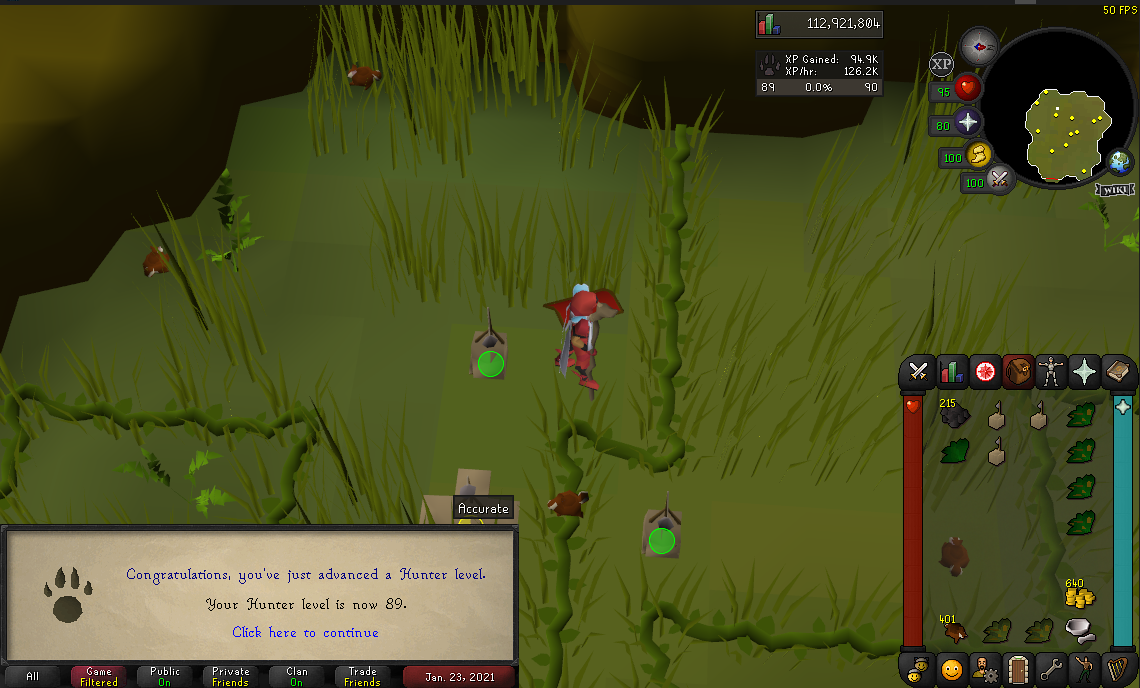 50 FPS
112,921,804
XP Gained: 94.9K
XP/hr: 126.2K
89 0.0% 90
XP
95
80
100
100
WIKI
215
640
401
Accurate
Congratulations, you've just advanced a Hunter level.
Your Hunter level is now 89.
Click here to continue
All
Game
Filtered
Public
On
Private
Friends
Clan
On
Trade
Friends
Jan. 23, 2021